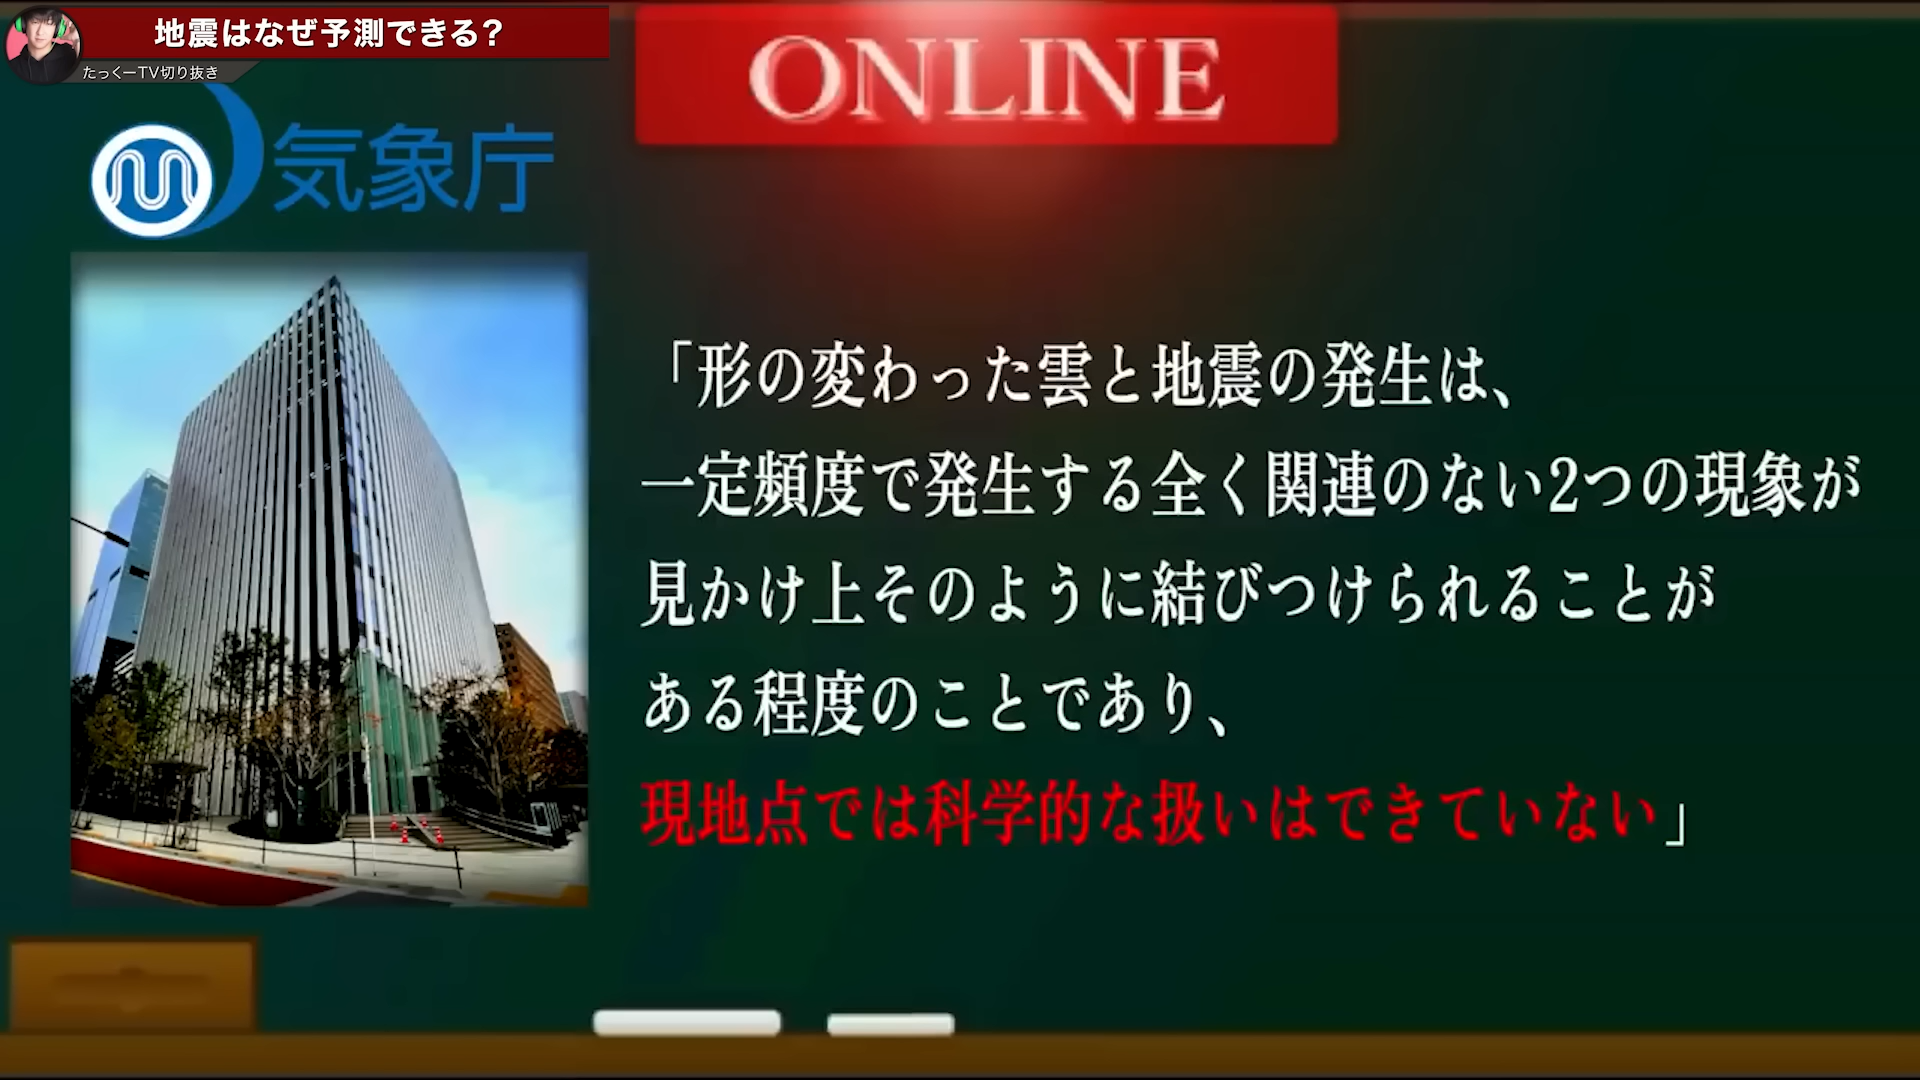 地震はなぜ予測できる?
たっくーTV切り抜き
ONLINE
気象庁
「形の変わった雲と地震の発生は、
一定頻度で発生する全く関連のない2つの現象が
見かけ上そのように結びつけられることが
ある程度のことであり、
現地点では科学的な扱いはできていない」